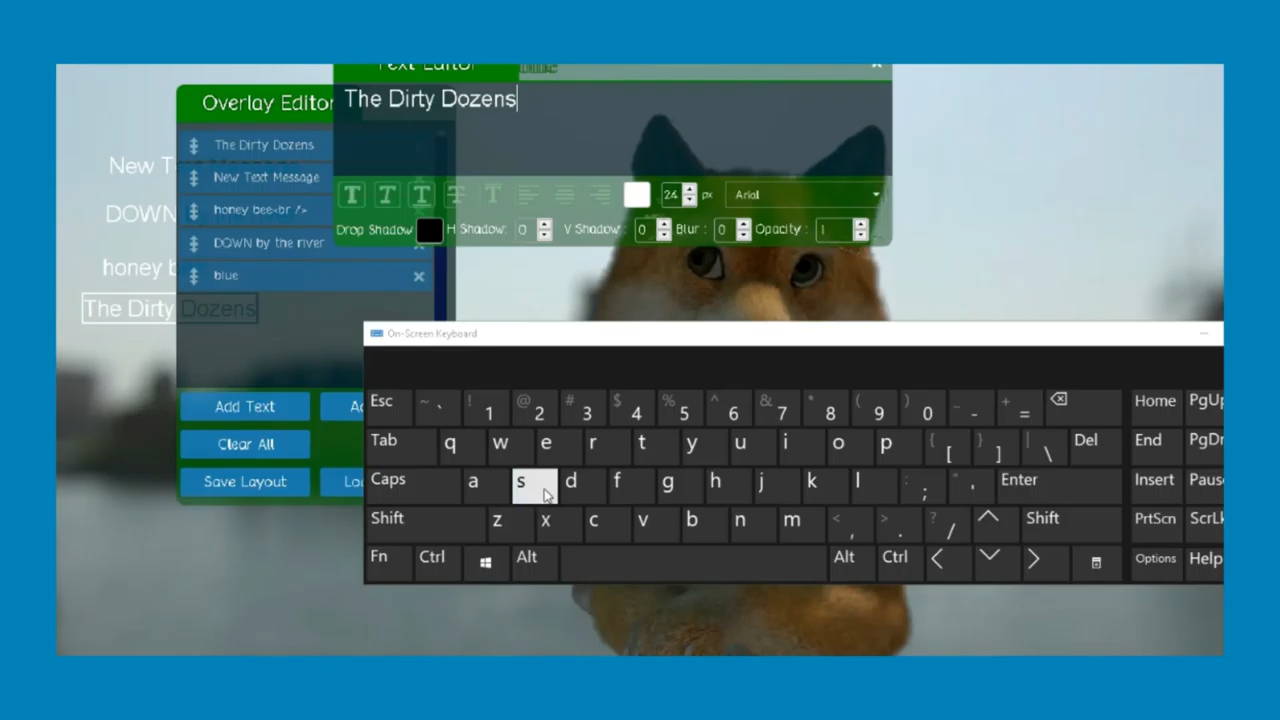 Text Editor
The Dirty Dozens
Overlay Editor
The Dirty Dozens
New Text Message
honey bee<br />
DOWN by the river
blue
New T
DOWN
honey b
The Dirty Dozens
24 px Arial
Drop Shadow H Shadow: 0 V Shadow: 0 Blur : 0 Opacity : 1
Add Text
Clear All
Save Layout
On-Screen Keyboard
Esc ~ ` ! 1 @ 2 # 3 $ 4 % 5 ^ 6 & 7 * 8 ( 9 ) 0 _ - + = Home PgUp
Tab q w e r t y u i o p { [ } ] | \ Del End PgDn
Caps a s d f g h j k l : ; " ' Enter Insert Pause
Shift z x c v b n m < , > . ? / Shift PrtScn ScrLk
Fn Ctrl Alt Alt Ctrl Options Help